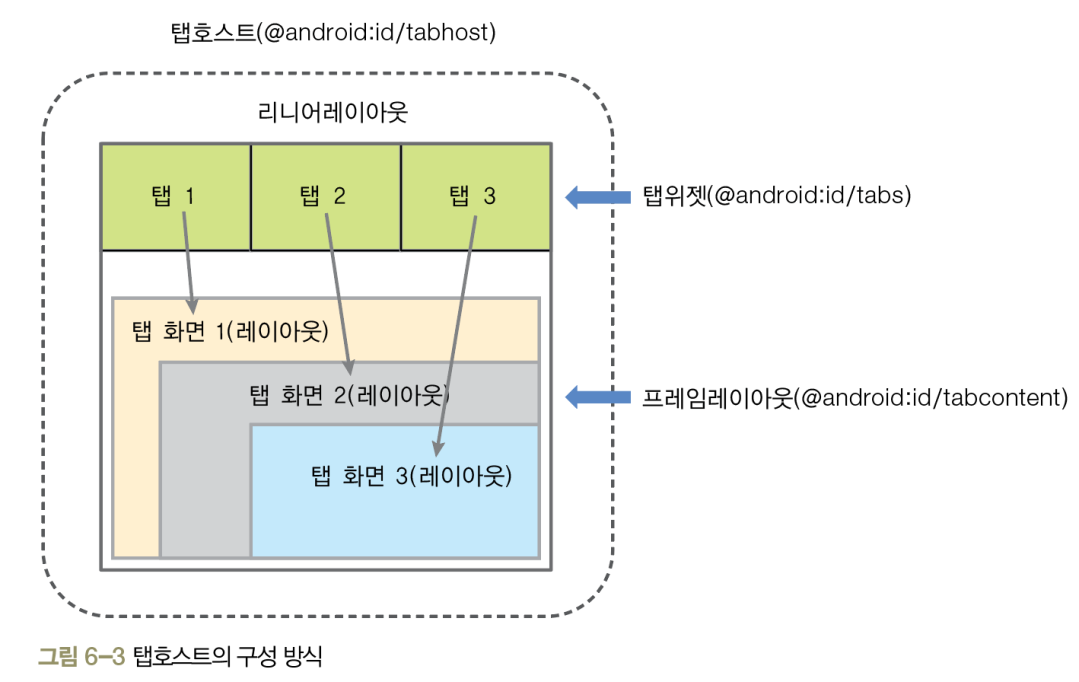 탭호스트(@android:id/tabhost)
리니어레이아웃
탭 1 탭 2 탭 3
탭위젯(@android:id/tabs)
탭 화면 1(레이아웃)
탭 화면 2(레이아웃)
프레임레이아웃(@android:id/tabcontent)
탭 화면 3(레이아웃)
그림 6-3 탭호스트의 구성 방식